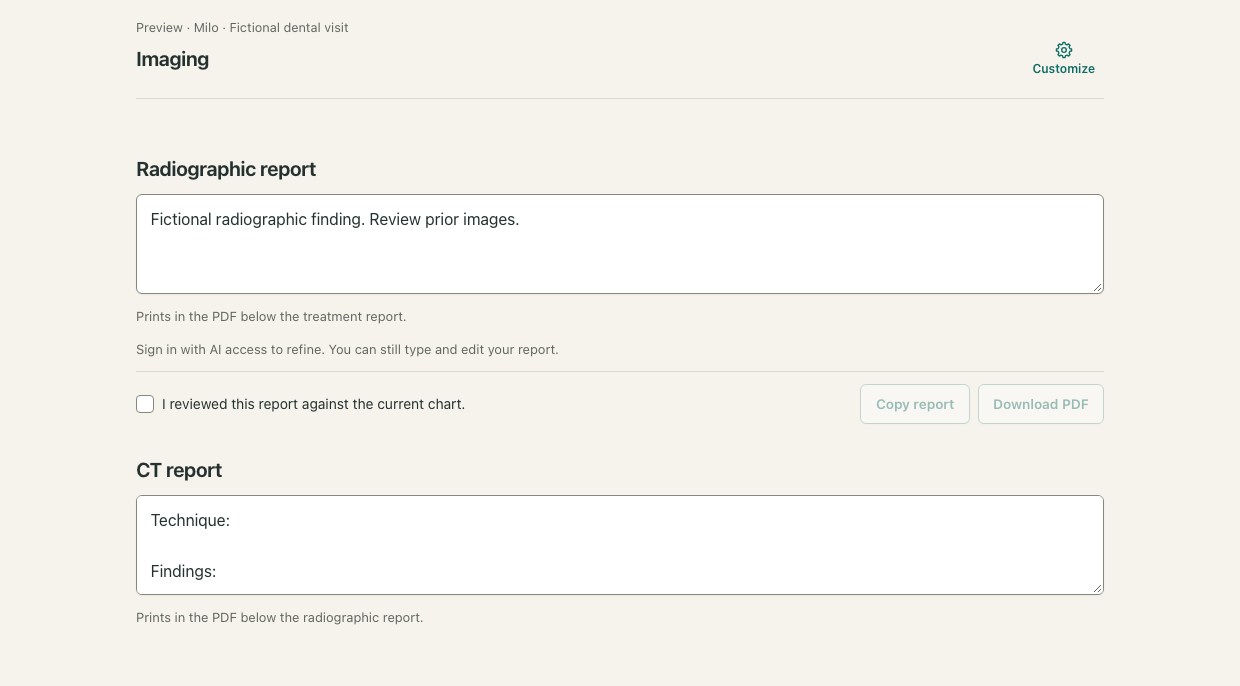 Preview · Milo · Fictional dental visit
Imaging
Customize
Radiographic report
Fictional radiographic finding. Review prior images.
Prints in the PDF below the treatment report.
Sign in with AI access to refine. You can still type and edit your report.
I reviewed this report against the current chart.
Copy report
Download PDF
CT report
Technique:
Findings:
Prints in the PDF below the radiographic report.